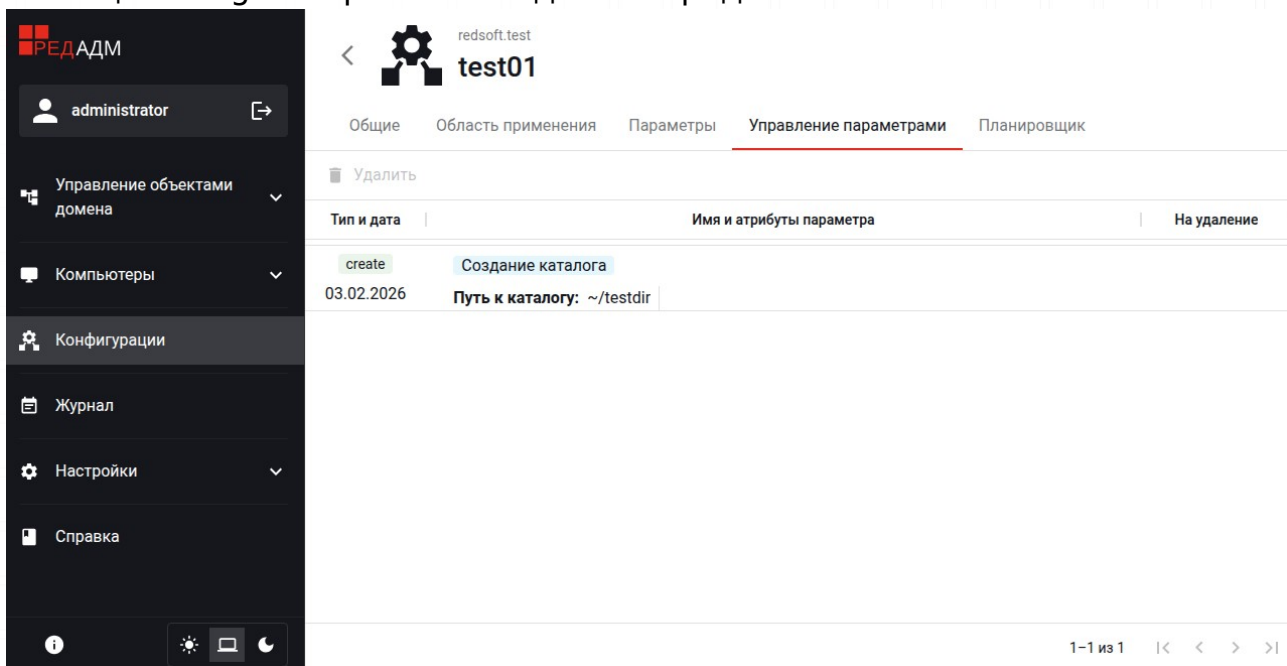 РЕД АДМ
administrator
Управление объектами
домена
Компьютеры
Конфигурации
Журнал
Настройки
Справка
redsoft.test
test01
Общие Область применения Параметры Управление параметрами Планировщик
Удалить
Тип и дата Имя и атрибуты параметра На удаление
create Создание каталога
03.02.2026 Путь к каталогу: ~/testdir
1–1 из 1